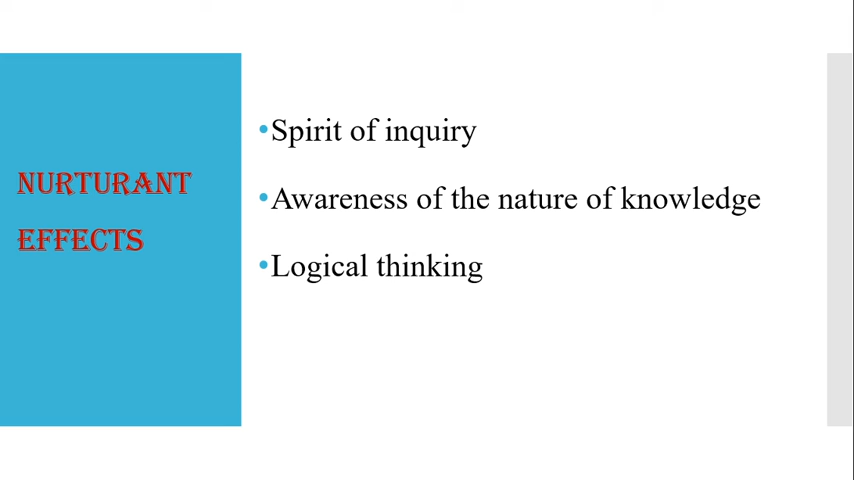 NURTURANT
EFFECTS
•Spirit of inquiry
•Awareness of the nature of knowledge
•Logical thinking